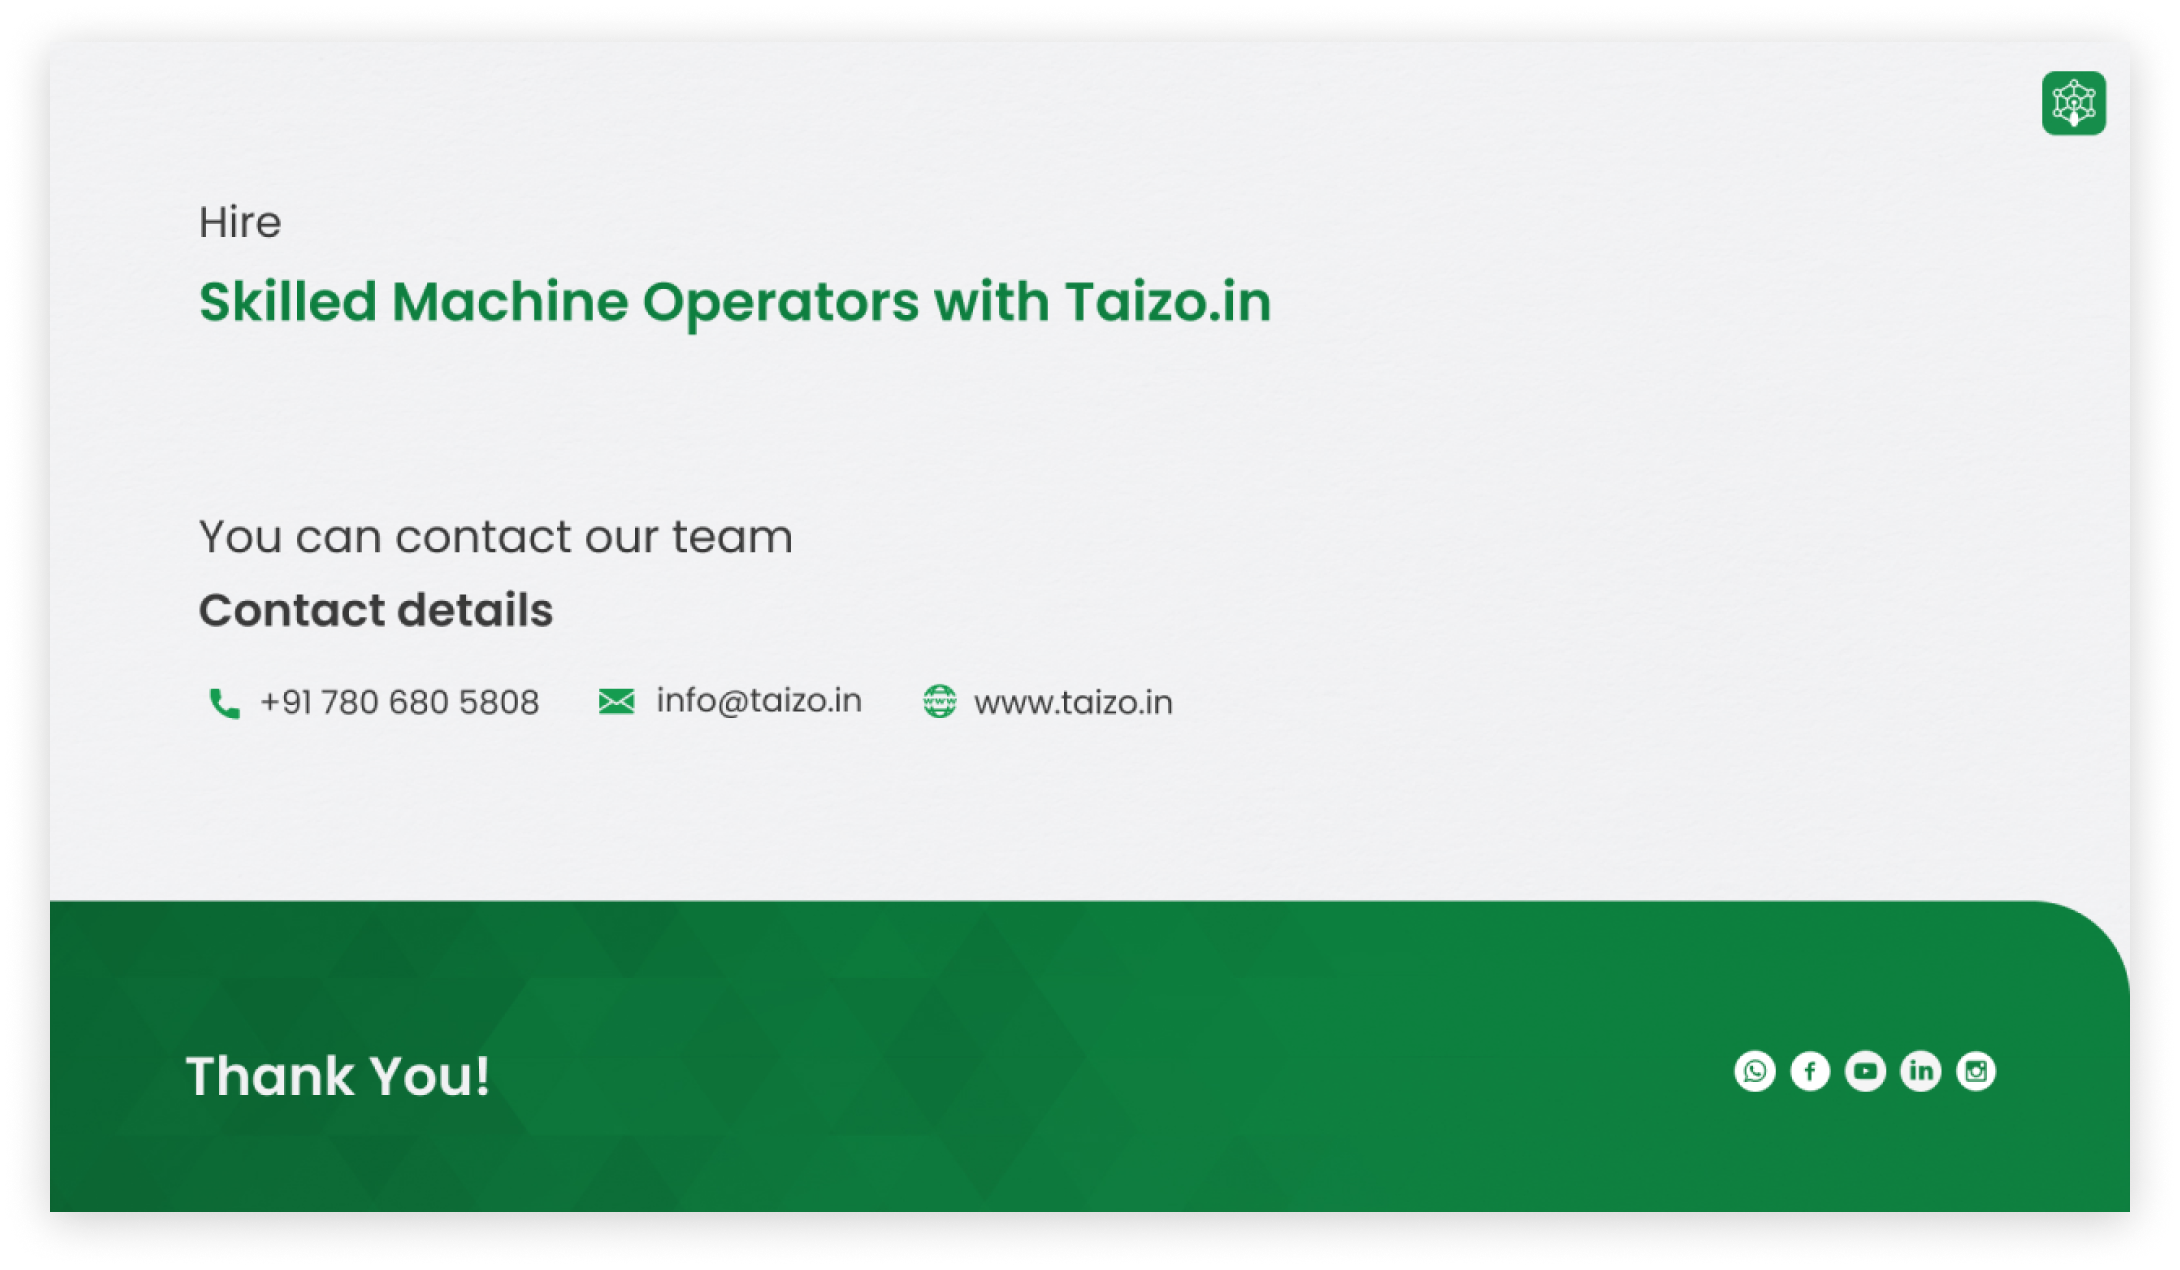 Hire
Skilled Machine Operators with Taizo.in
You can contact our team
Contact details
+91 780 680 5808 info@taizo.in www.taizo.in
Thank You!